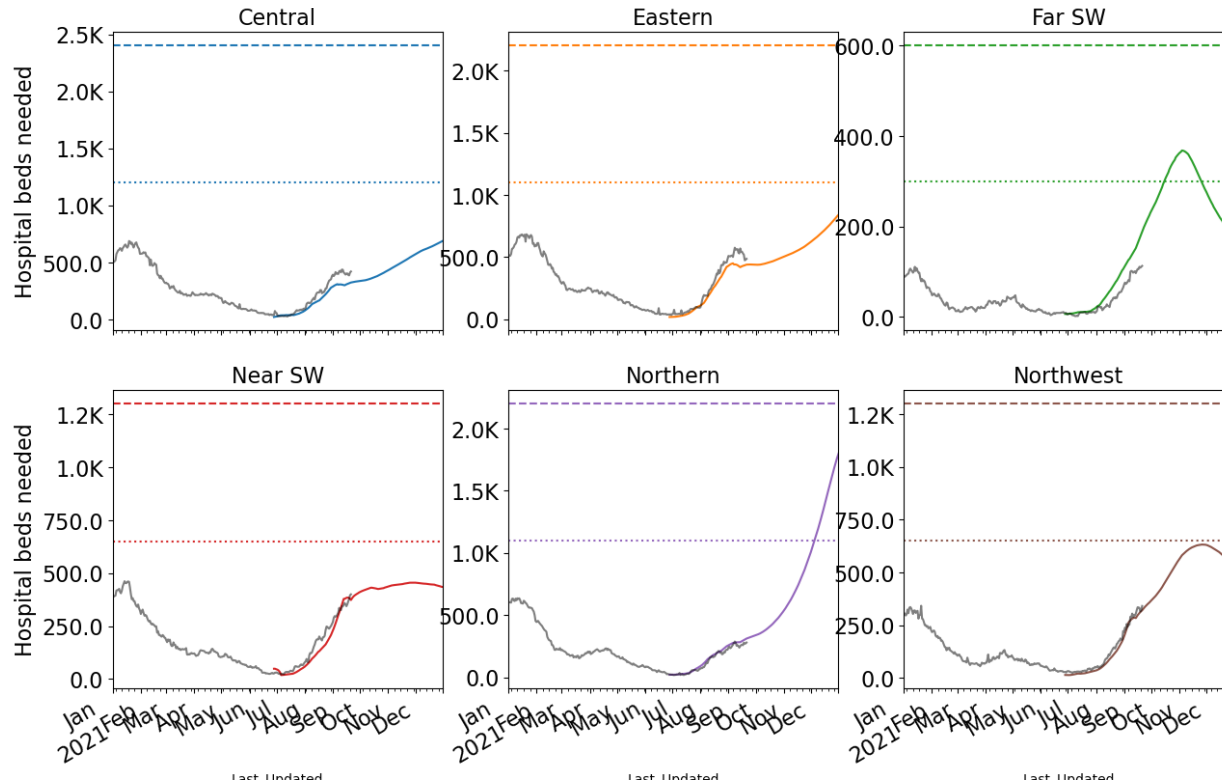 Central
Eastern
Far SW
Hospital beds needed
2.5K
2.0K
1.5K
1.0K
500.0
0.0
2.0K
1.5K
1.0K
500.0
0.0
600.0
400.0
200.0
0.0
Near SW
Northern
Northwest
Hospital beds needed
1.2K
1.0K
750.0
500.0
250.0
0.0
2.0K
1.5K
1.0K
500.0
0.0
1.2K
1.0K
750.0
500.0
250.0
0.0
Jan
2021 Feb Mar Apr May Jun Jul Aug Sep Oct Nov Dec
Jan
2021 Feb Mar Apr May Jun Jul Aug Sep Oct Nov Dec
Jan
2021 Feb Mar Apr May Jun Jul Aug Sep Oct Nov Dec
Last_Updated
Last_Updated
Last_Updated